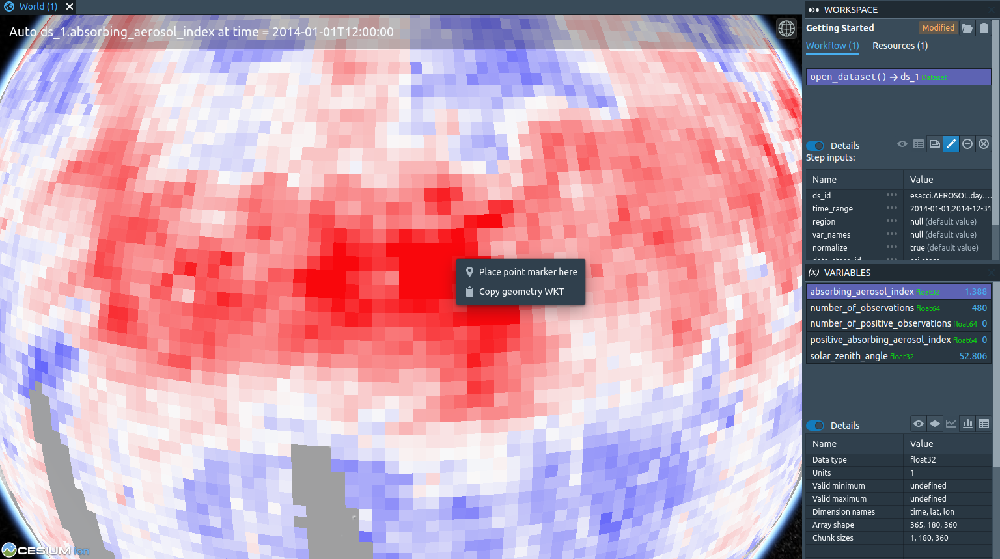 World (1)
Auto ds_1.absorbing_aerosol_index at time = 2014-01-01T12:00:00
Place point marker here
Copy geometry WKT
CESIUM ion
WORKSPACE
Getting Started
Modified
Workflow (1) Resources (1)
open_dataset() → ds_1 Dataset
Details
Step inputs:
Name Value
ds_id ••• esacci.AEROSOL.day....
time_range ••• 2014-01-01,2014-12-31
region ••• null (default value)
var_names ••• null (default value)
normalize ••• true (default value)
(x) VARIABLES
absorbing_aerosol_index float32 1.388
number_of_observations float64 480
number_of_positive_observations float64 0
positive_absorbing_aerosol_index float64 0
solar_zenith_angle float32 52.806
Details
Name Value
Data type float32
Units 1
Valid minimum undefined
Valid maximum undefined
Dimension names time, lat, lon
Array shape 365, 180, 360
Chunk sizes 1, 180, 360